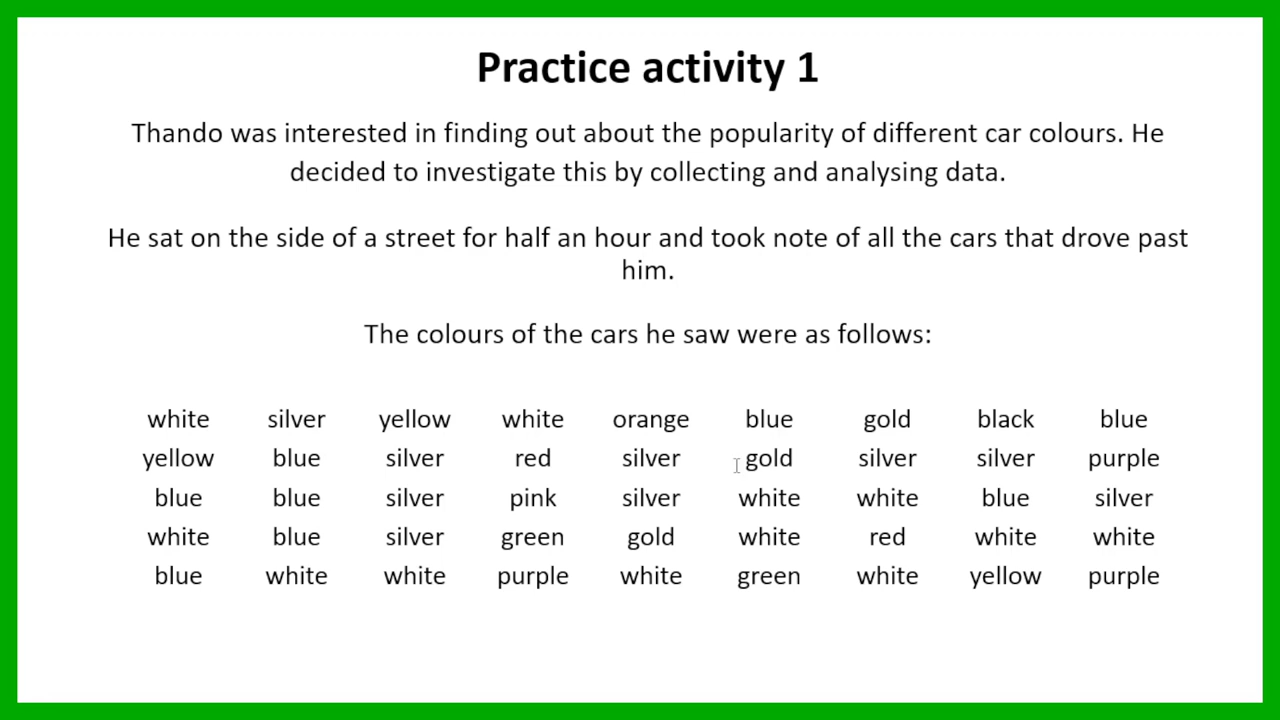 Practice activity 1
Thando was interested in finding out about the popularity of different car colours. He
decided to investigate this by collecting and analysing data.
He sat on the side of a street for half an hour and took note of all the cars that drove past
him.
The colours of the cars he saw were as follows:
white silver yellow white orange blue gold black blue
yellow blue silver red silver gold silver silver purple
blue blue silver pink silver white white blue silver
white blue silver green gold white red white white
blue white white purple white green white yellow purple